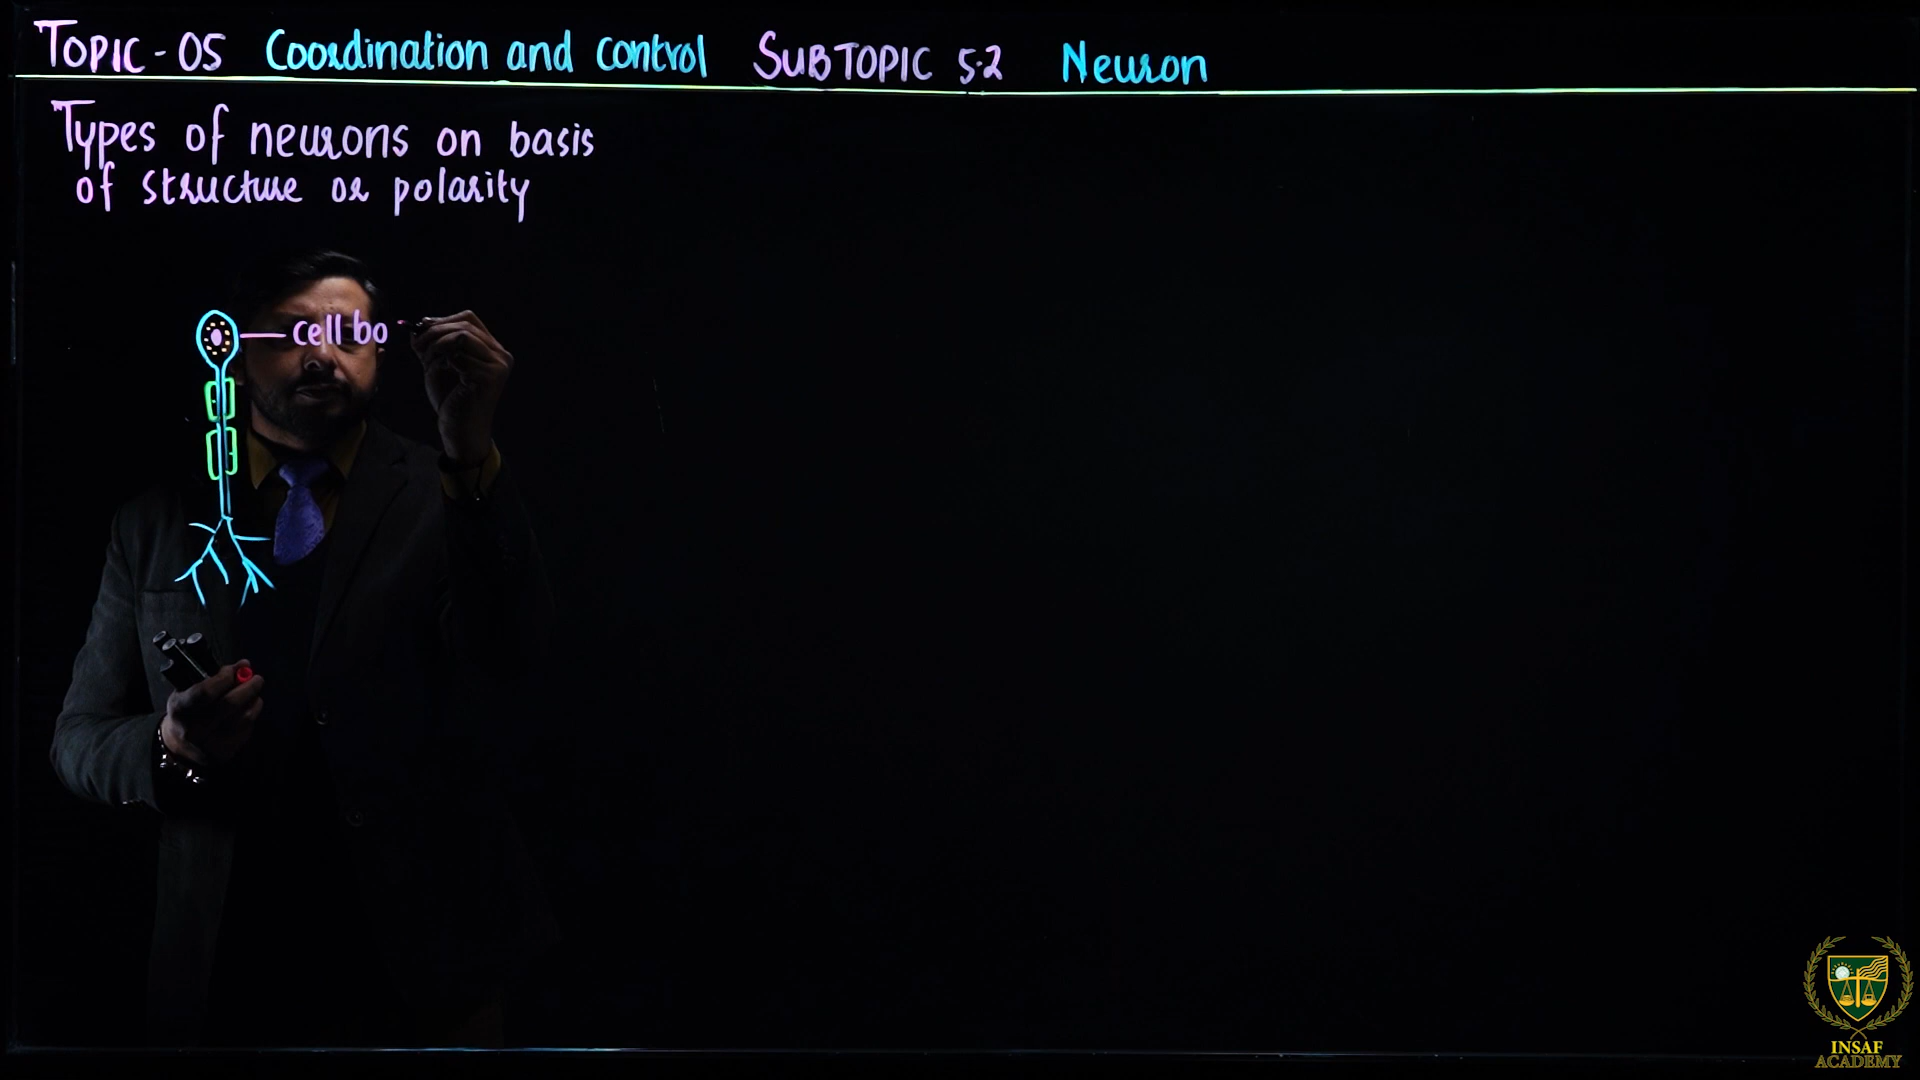 TOPIC - 05 Coordination and control SUBTOPIC 5.2 Neuron
Types of neurons on basis
of structure or polarity
cell bo
INSAF
ACADEMY